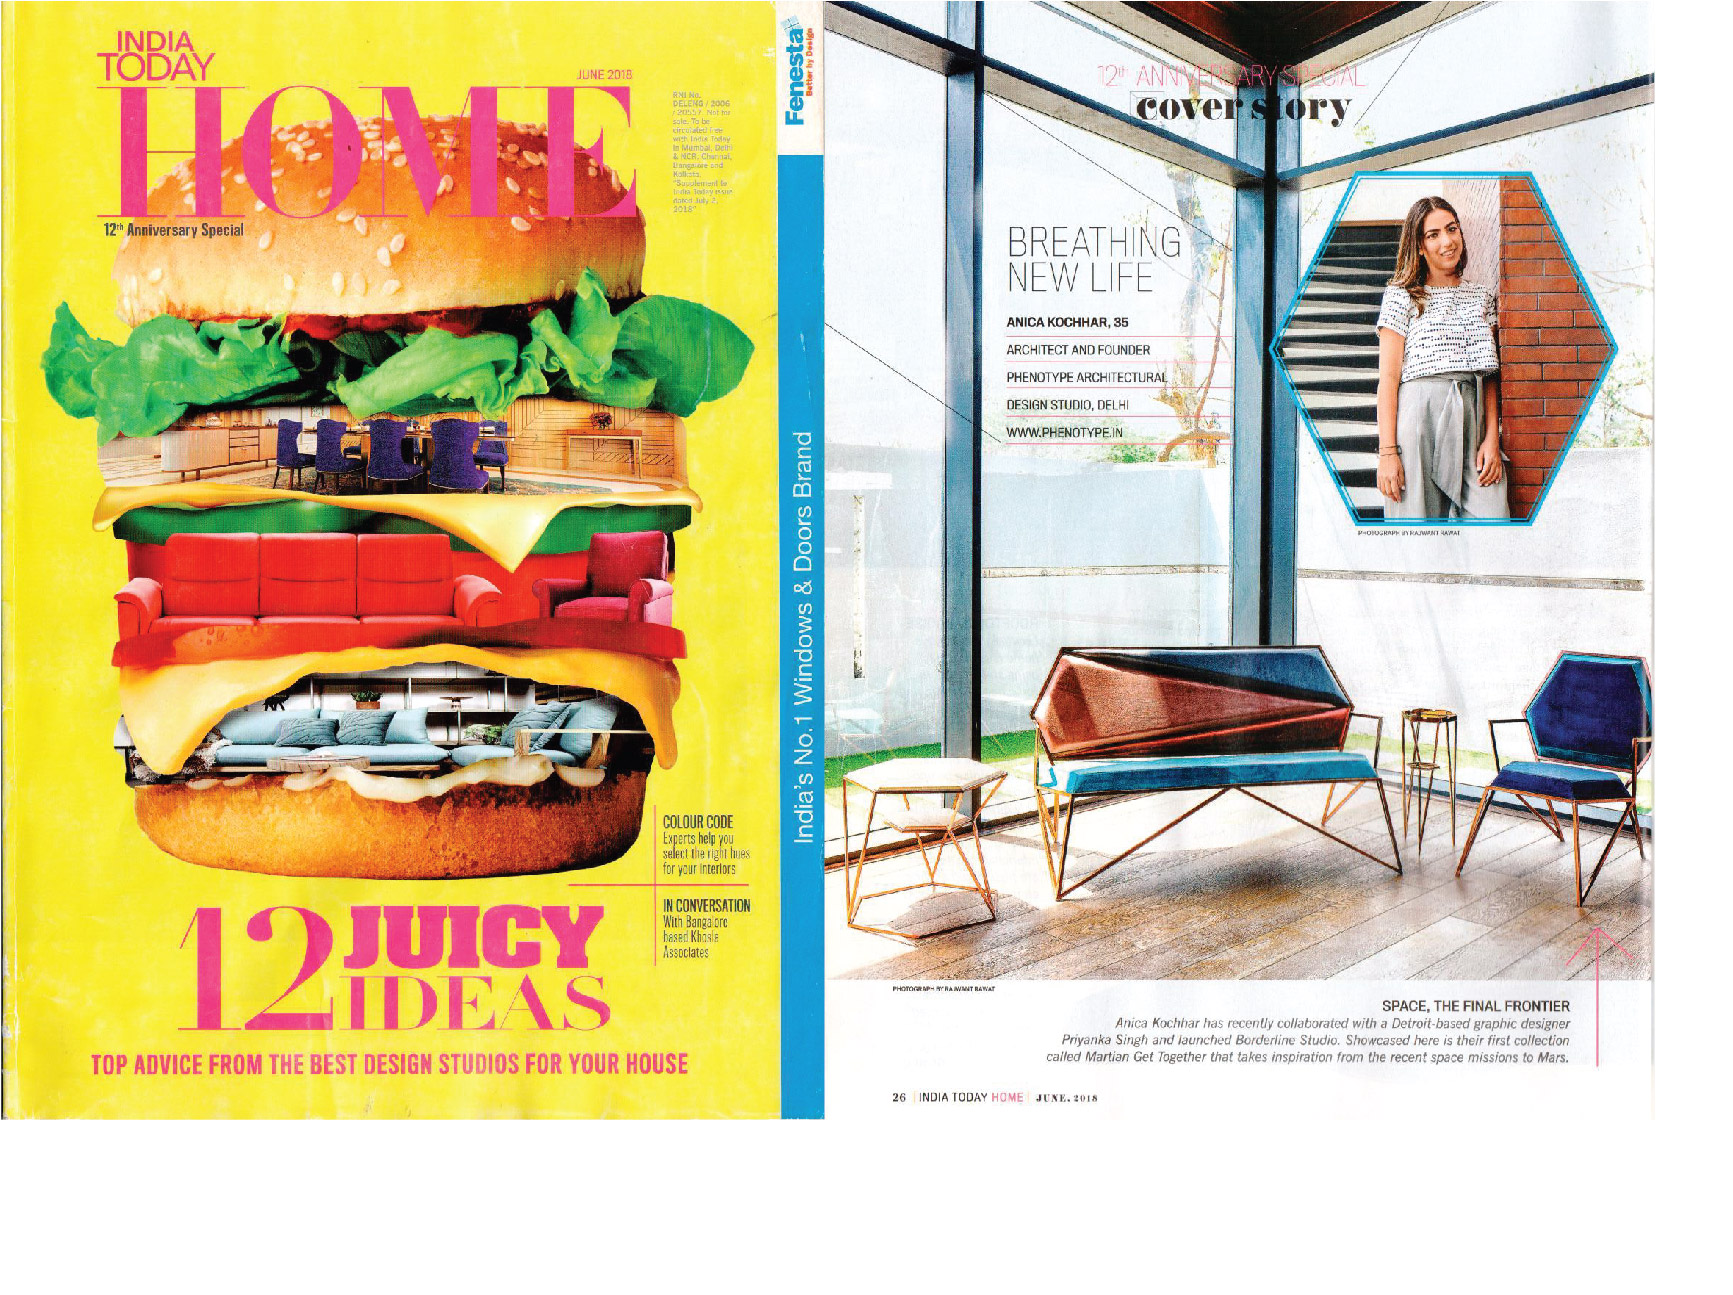 INDIA
TODAY
JUNE 2018
HOME
12th Anniversary Special
RNI No.
DELENG / 2006
/ 20557. Not for
sale. To be
circulated free
with India Today
in Mumbai, Delhi
& NCR, Chennai,
Bangalore and
Kolkata.
"Supplement to
India Today issue
dated July 2,
2018"
COLOUR CODE
Experts help you
select the right hues
for your interiors
IN CONVERSATION
With Bangalore
based Khosla
Associates
12 JUICY
IDEAS
TOP ADVICE FROM THE BEST DESIGN STUDIOS FOR YOUR HOUSE
Fenesta
Better by Design
India's No.1 Windows & Doors Brand
12th ANNIVERSARY SPECIAL
cover story
BREATHING
NEW LIFE
ANICA KOCHHAR, 35
ARCHITECT AND FOUNDER
PHENOTYPE ARCHITECTURAL
DESIGN STUDIO, DELHI
WWW.PHENOTYPE.IN
PHOTOGRAPH BY RAJWANT RAWAT
PHOTOGRAPH BY RAJWANT RAWAT
SPACE, THE FINAL FRONTIER
Anica Kochhar has recently collaborated with a Detroit-based graphic designer
Priyanka Singh and launched Borderline Studio. Showcased here is their first collection
called Martian Get Together that takes inspiration from the recent space missions to Mars.
26 | INDIA TODAY HOME | JUNE, 2018